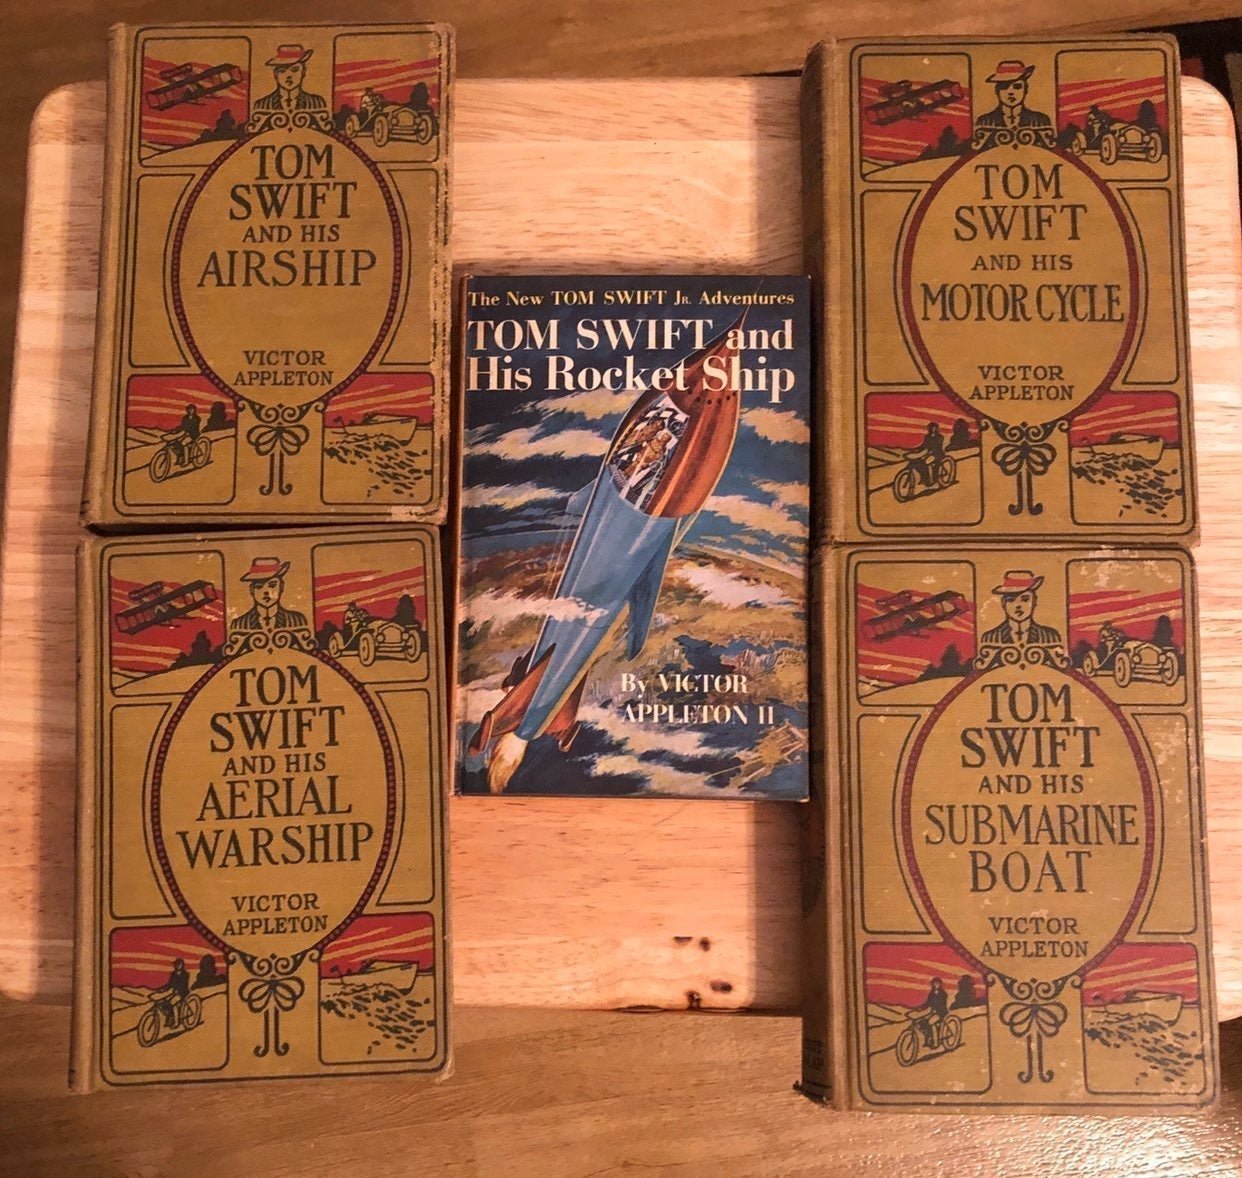 TOM
SWIFT
AND HIS
AIRSHIP
VICTOR
APPLETON
TOM
SWIFT
AND HIS
MOTOR CYCLE
VICTOR
APPLETON
The New TOM SWIFT Jr. Adventures
TOM SWIFT and
His Rocket Ship
By VICTOR
APPLETON II
TOM
SWIFT
AND HIS
AERIAL
WARSHIP
VICTOR
APPLETON
TOM
SWIFT
AND HIS
SUBMARINE
BOAT
VICTOR
APPLETON